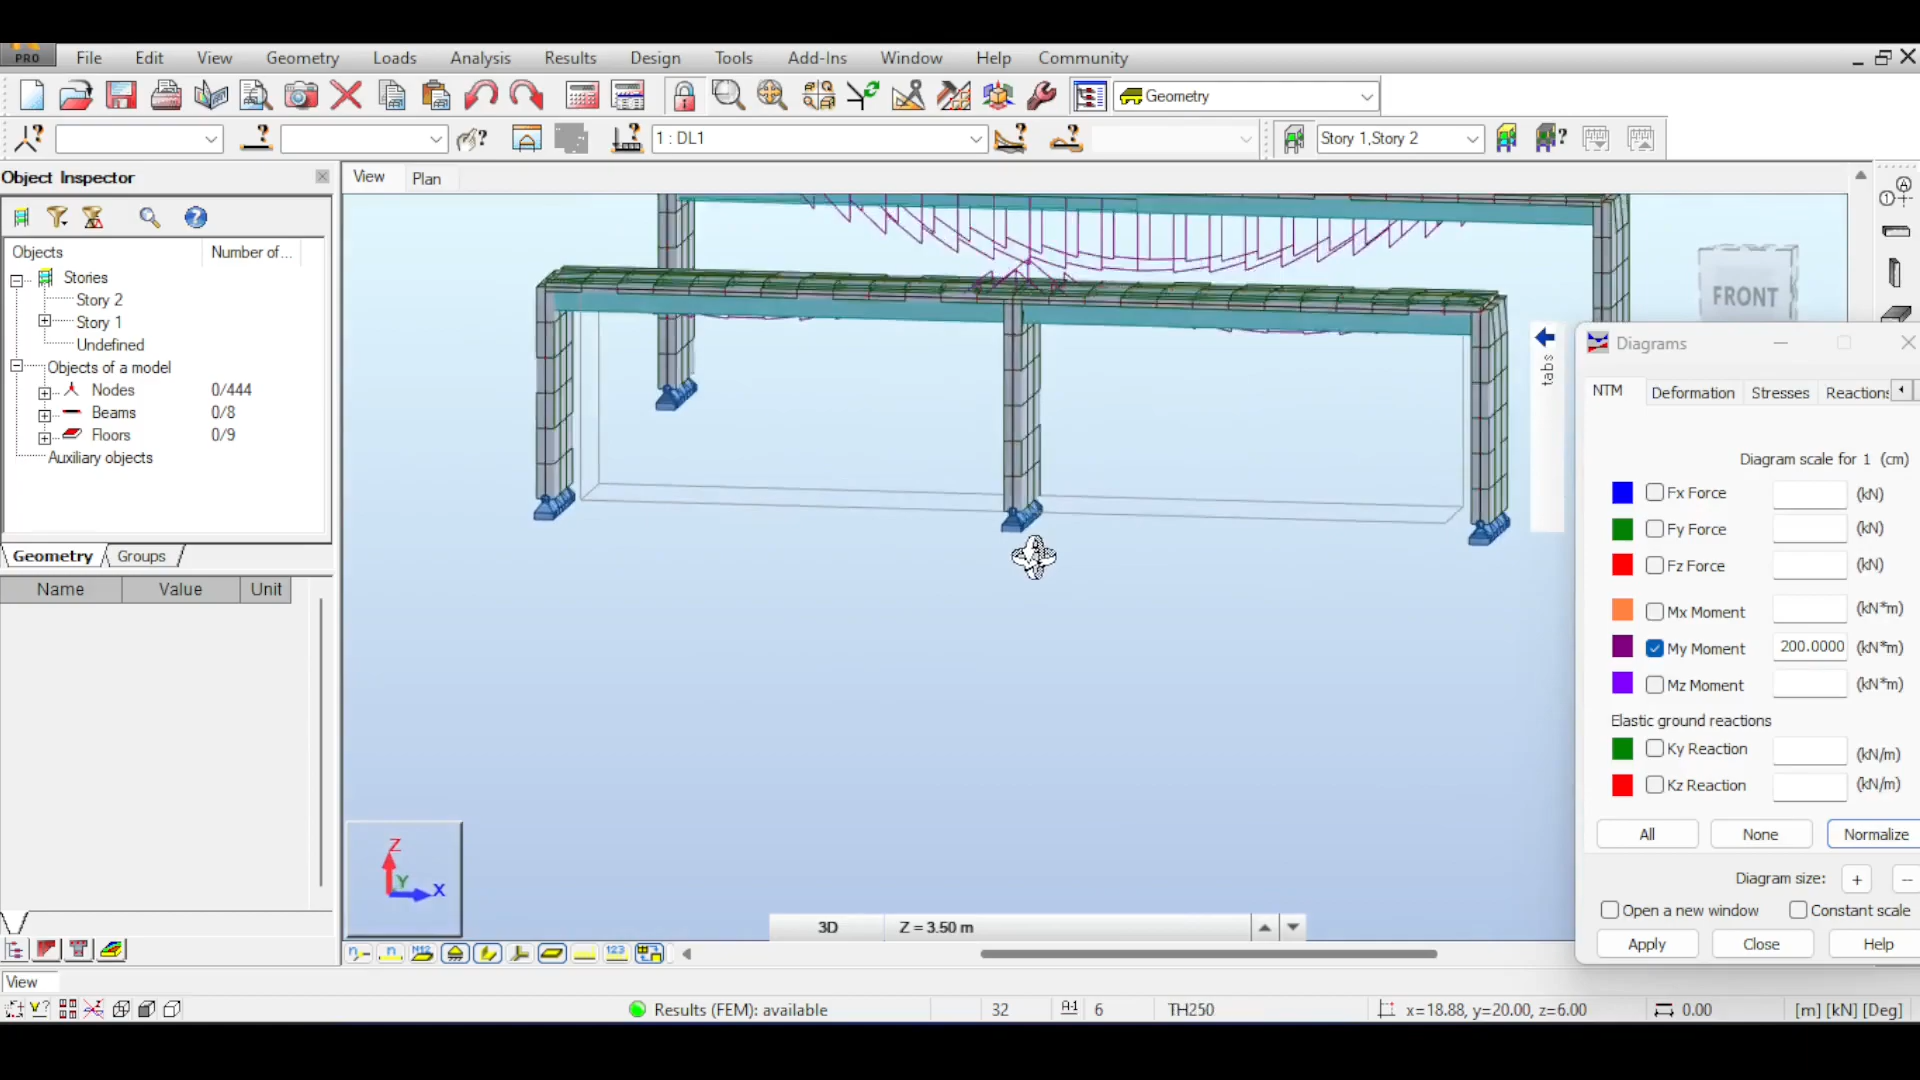 PRO File Edit View Geometry Loads Analysis Results Design Tools Add-Ins Window Help Community
Geometry
1 : DL1 Story 1,Story 2
Object Inspector
View Plan
Objects Number of...
Stories
Story 2
Story 1
Undefined
Objects of a model
Nodes 0/444
Beams 0/8
Floors 0/9
Auxiliary objects
Geometry Groups
Name Value Unit
FRONT
tabs
Diagrams
NTM Deformation Stresses Reactions
Diagram scale for 1 (cm)
Fx Force (kN)
Fy Force (kN)
Fz Force (kN)
Mx Moment (kN*m)
My Moment 200.0000 (kN*m)
Mz Moment (kN*m)
Elastic ground reactions
Ky Reaction (kN/m)
Kz Reaction (kN/m)
All None Normalize
Diagram size: + --
Open a new window Constant scale
Apply Close Help
Z
Y
X
3D Z = 3.50 m
View
Results (FEM): available 32 6 TH250 x=18.88, y=20.00, z=6.00 0.00 [m] [kN] [Deg]